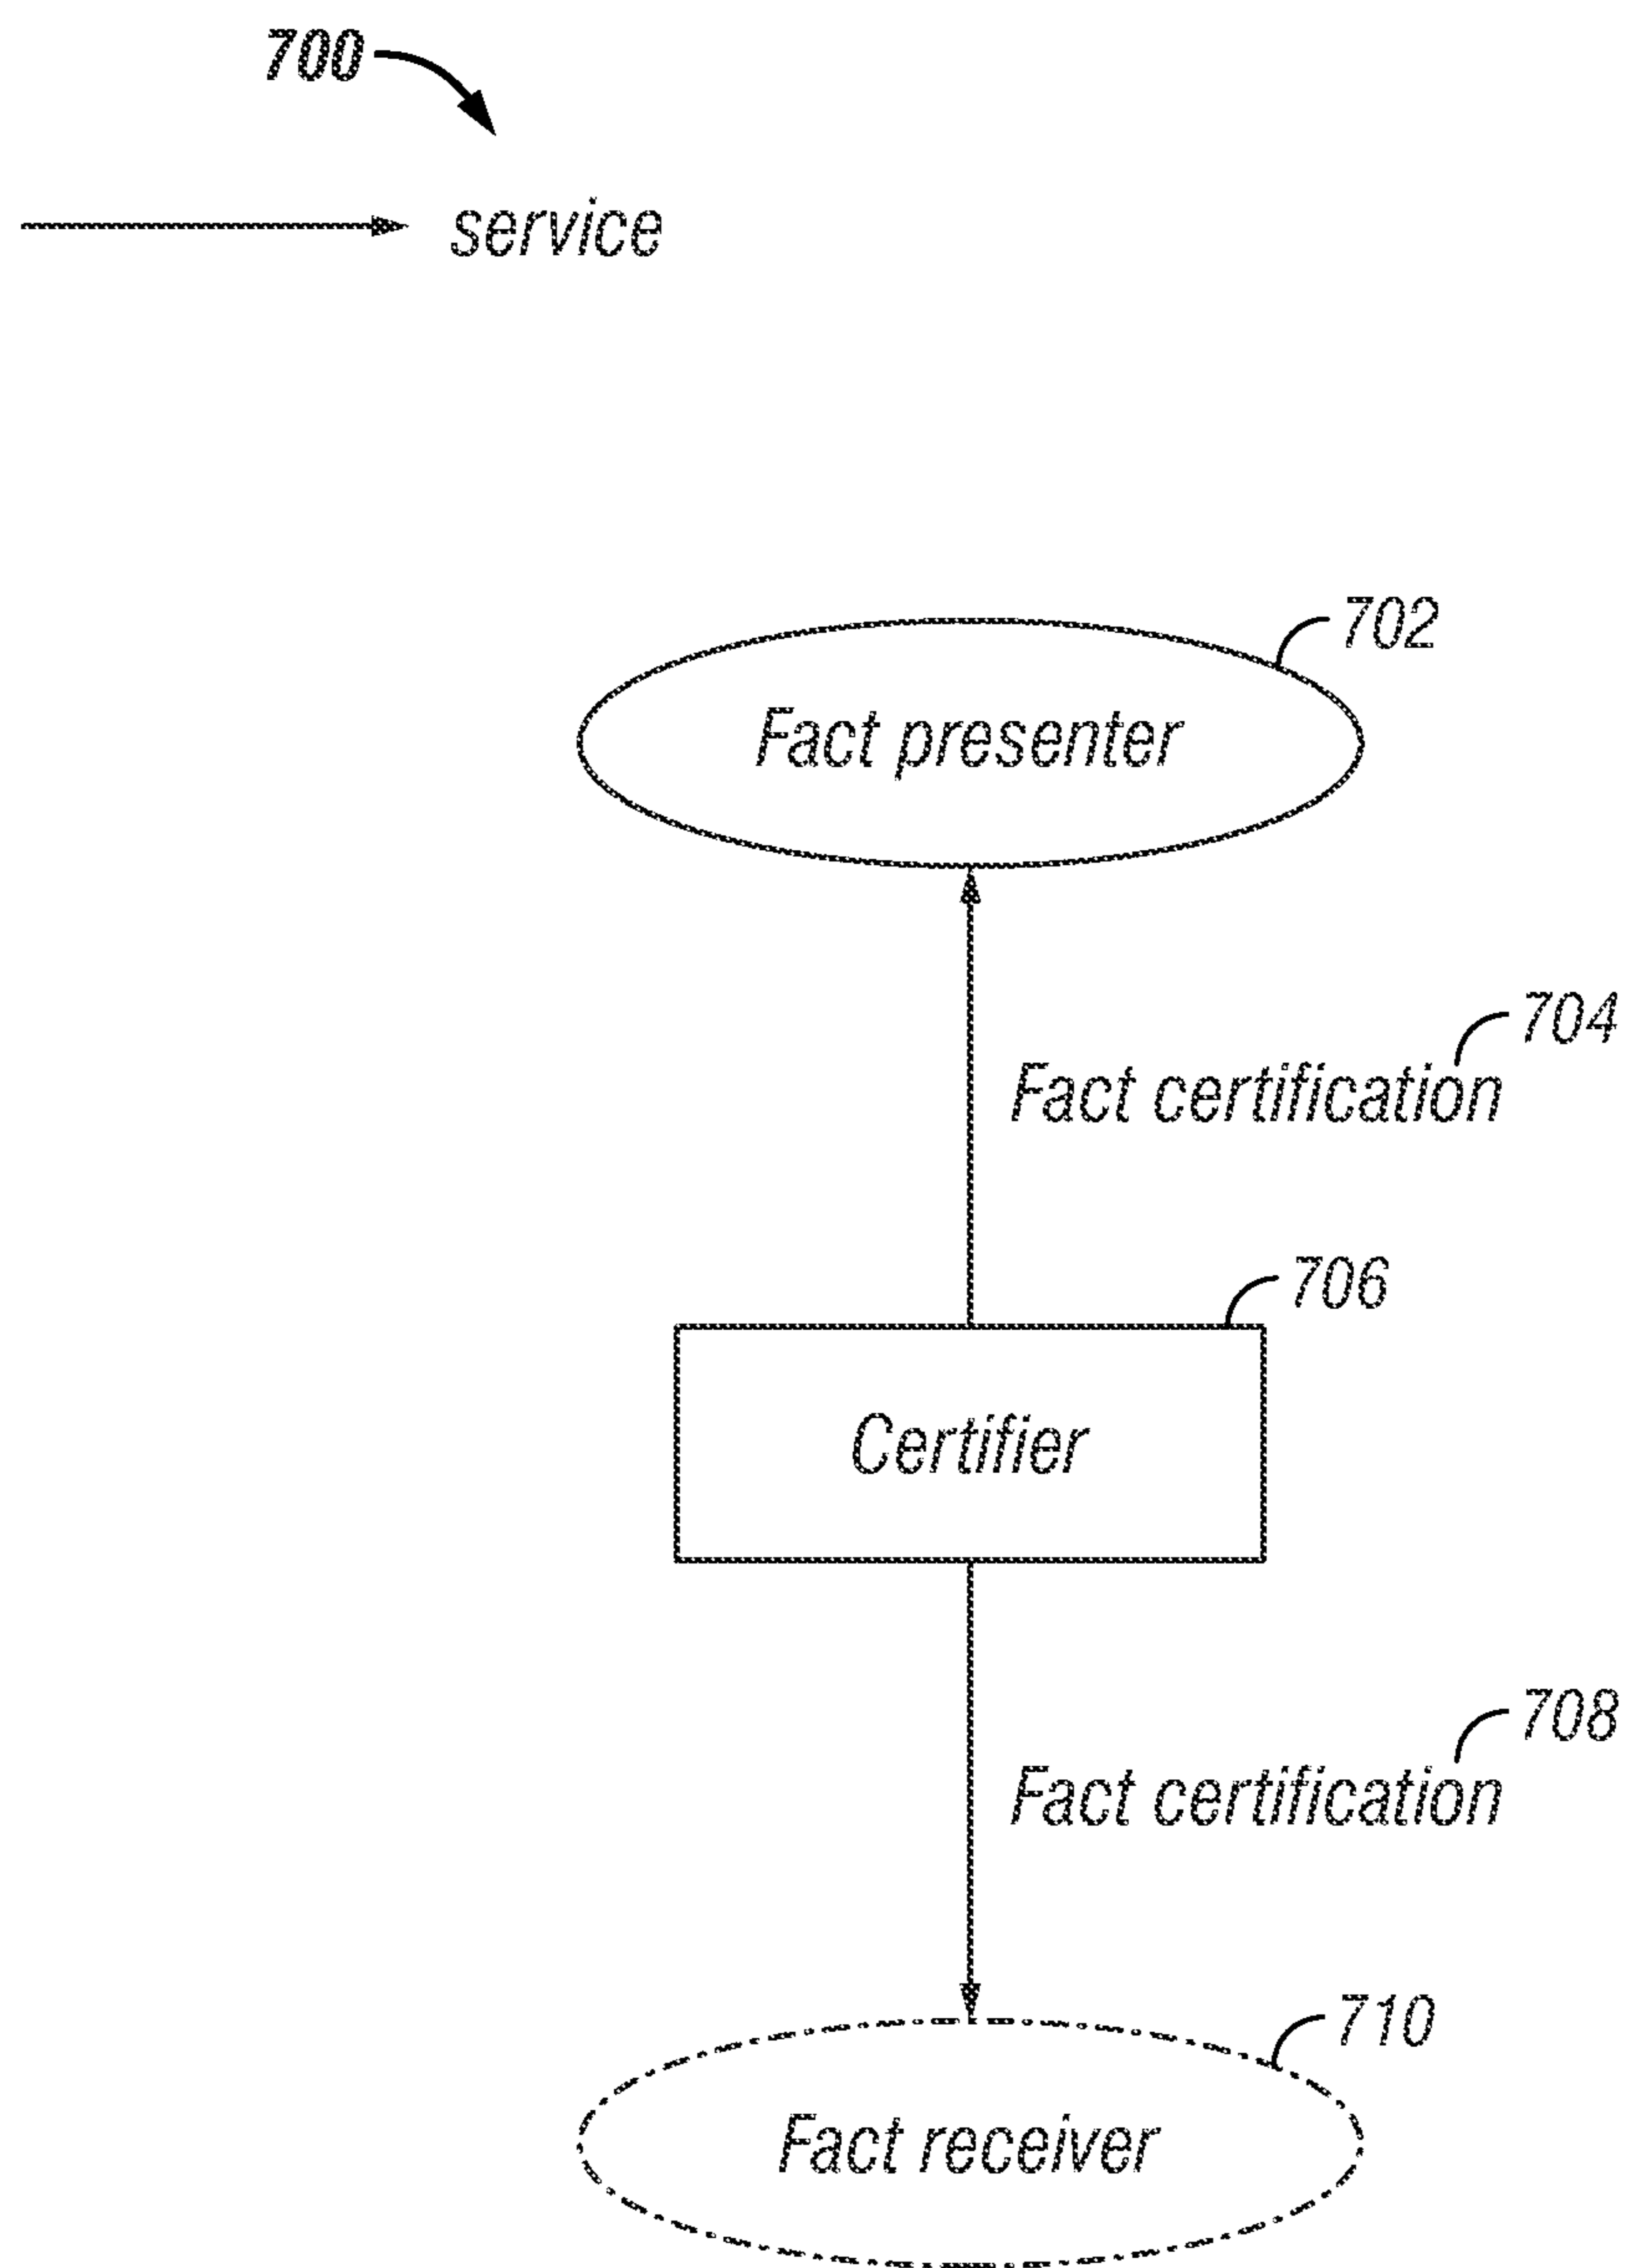 700
service
702
Fact presenter
704
Fact certification
706
Certifier
708
Fact certification
710
Fact receiver